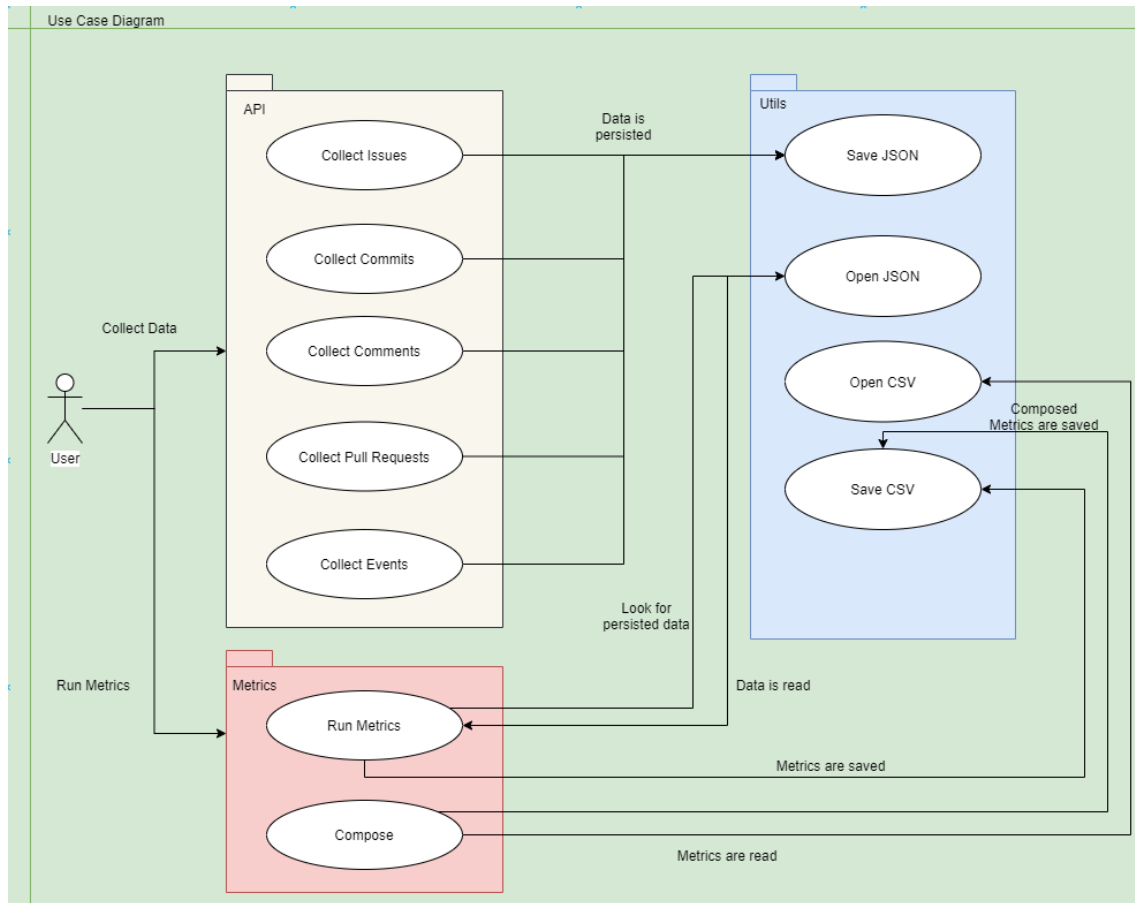 Use Case Diagram
API
Utils
Collect Issues
Data is
persisted
Save JSON
Collect Commits
Open JSON
Collect Data
Collect Comments
Open CSV
Composed
Metrics are saved
User
Collect Pull Requests
Save CSV
Collect Events
Look for
persisted data
Run Metrics
Metrics
Data is read
Run Metrics
Metrics are saved
Compose
Metrics are read